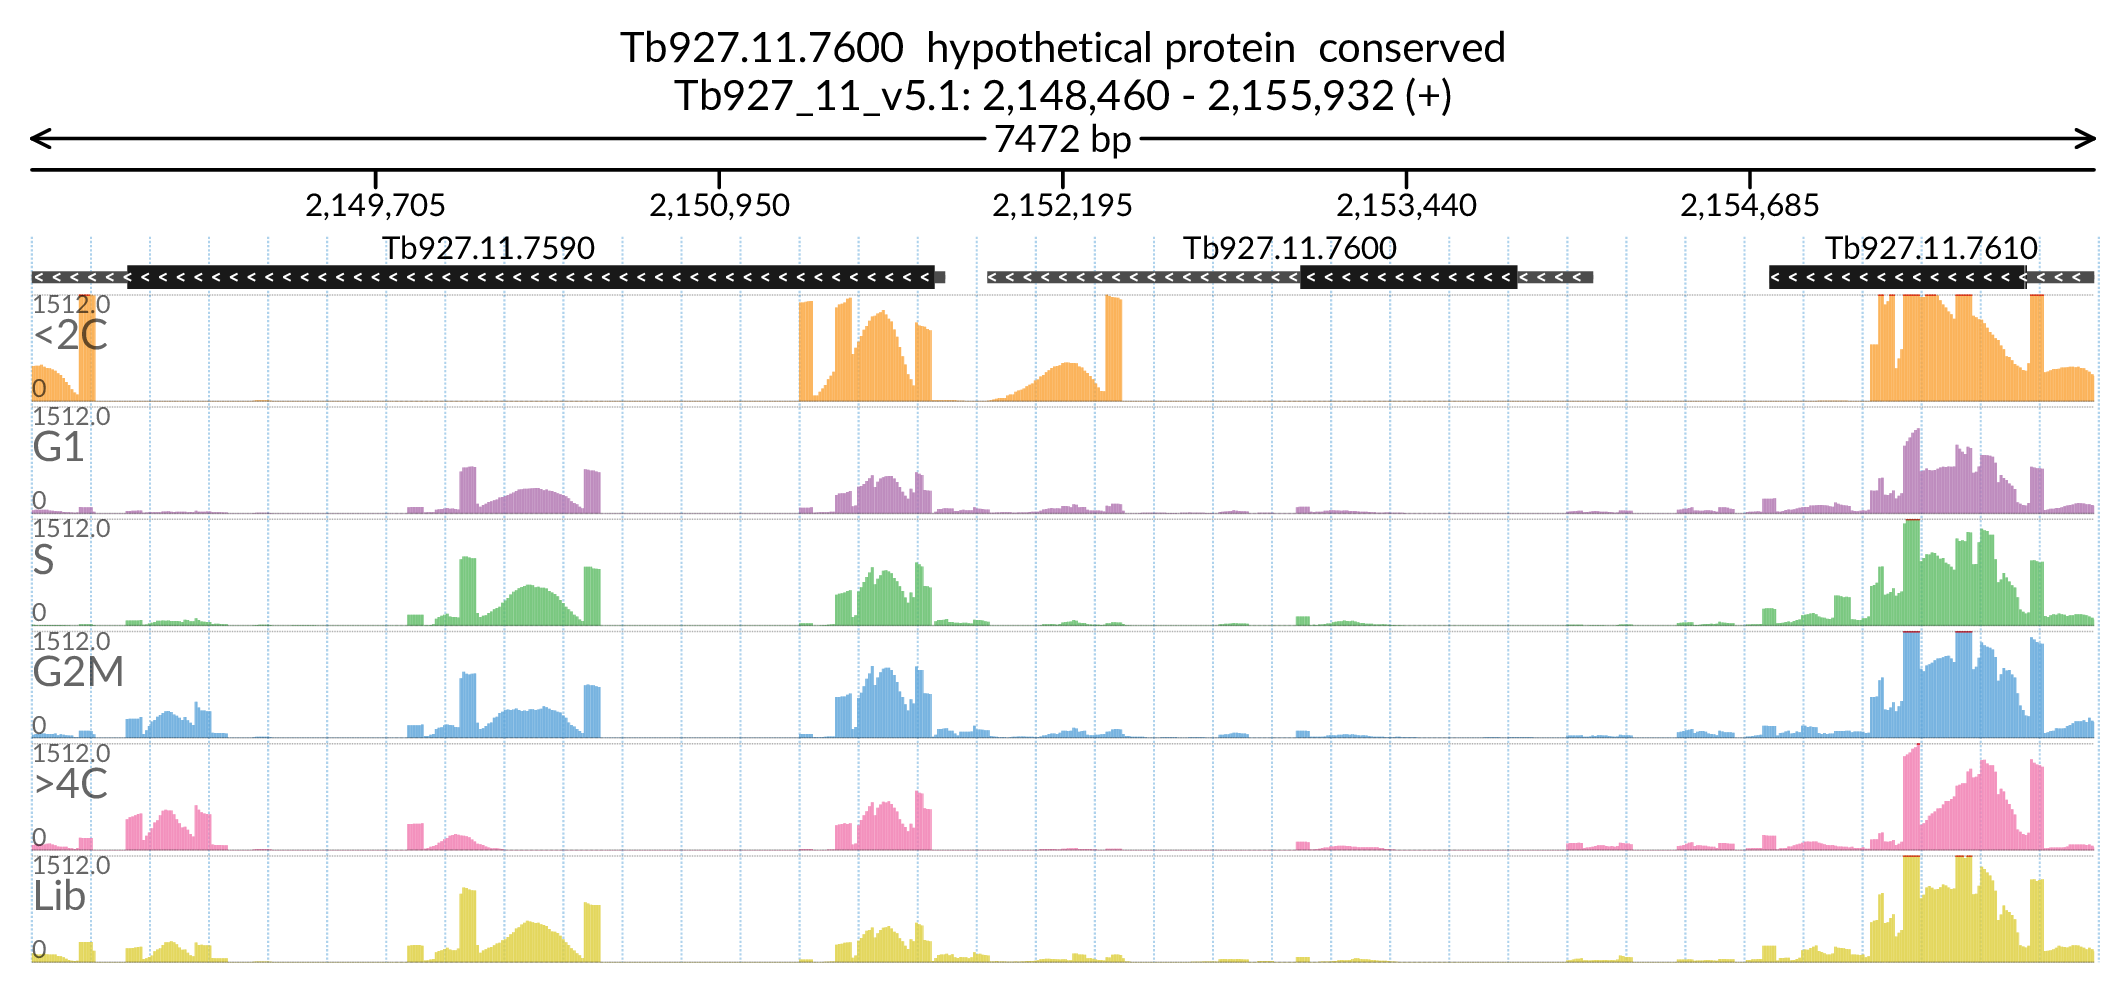 Tb927.11.7600 hypothetical protein conserved
Tb927_11_v5.1: 2,148,460 - 2,155,932 (+)
7472 bp
2,149,705 2,150,950 2,152,195 2,153,440 2,154,685
Tb927.11.7590 Tb927.11.7600 Tb927.11.7610
1512.0
<2C
0
1512.0
G1
0
1512.0
S
0
1512.0
G2M
0
1512.0
>4C
0
1512.0
Lib
0